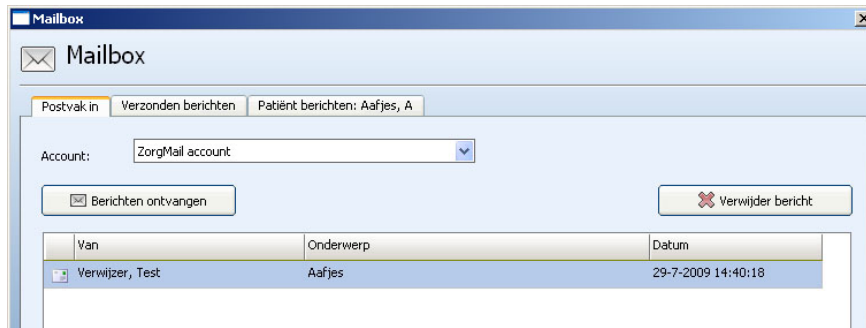 Mailbox
Mailbox
Postvak in Verzonden berichten Patiënt berichten: Aafjes, A
Account: ZorgMail account
Berichten ontvangen Verwijder bericht
Van Onderwerp Datum
Verwijzer, Test Aafjes 29-7-2009 14:40:18